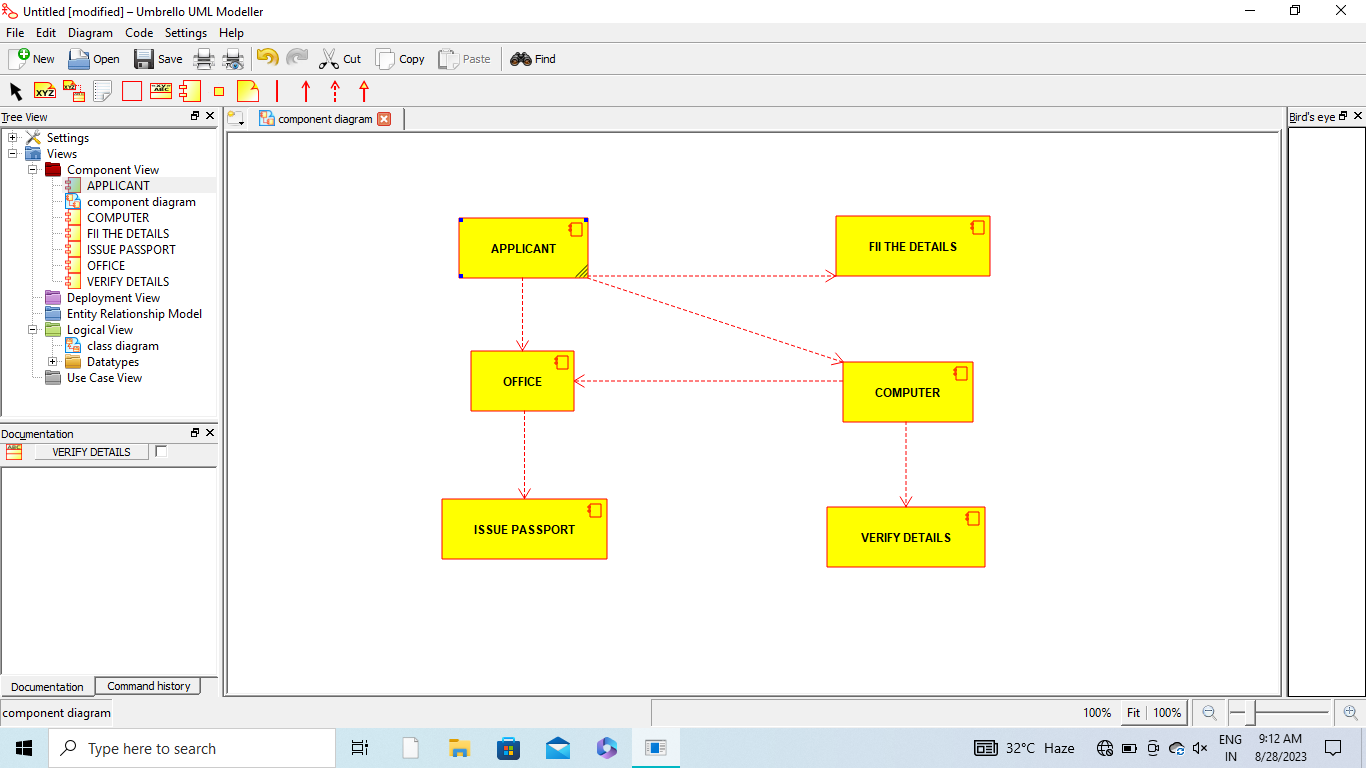 Untitled [modified] – Umbrello UML Modeller
File Edit Diagram Code Settings Help
New Open Save Cut Copy Paste Find
XYZ XYZ XY ABC
Tree View
component diagram
Bird's eye
Settings
Views
Component View
APPLICANT
component diagram
COMPUTER
FII THE DETAILS
ISSUE PASSPORT
OFFICE
VERIFY DETAILS
Deployment View
Entity Relationship Model
Logical View
class diagram
Datatypes
Use Case View
APPLICANT
FII THE DETAILS
OFFICE
COMPUTER
ISSUE PASSPORT
VERIFY DETAILS
Documentation
ABC VERIFY DETAILS
Documentation Command history
component diagram
100% Fit 100%
Type here to search
32°C Haze
ENG
IN
9:12 AM
8/28/2023